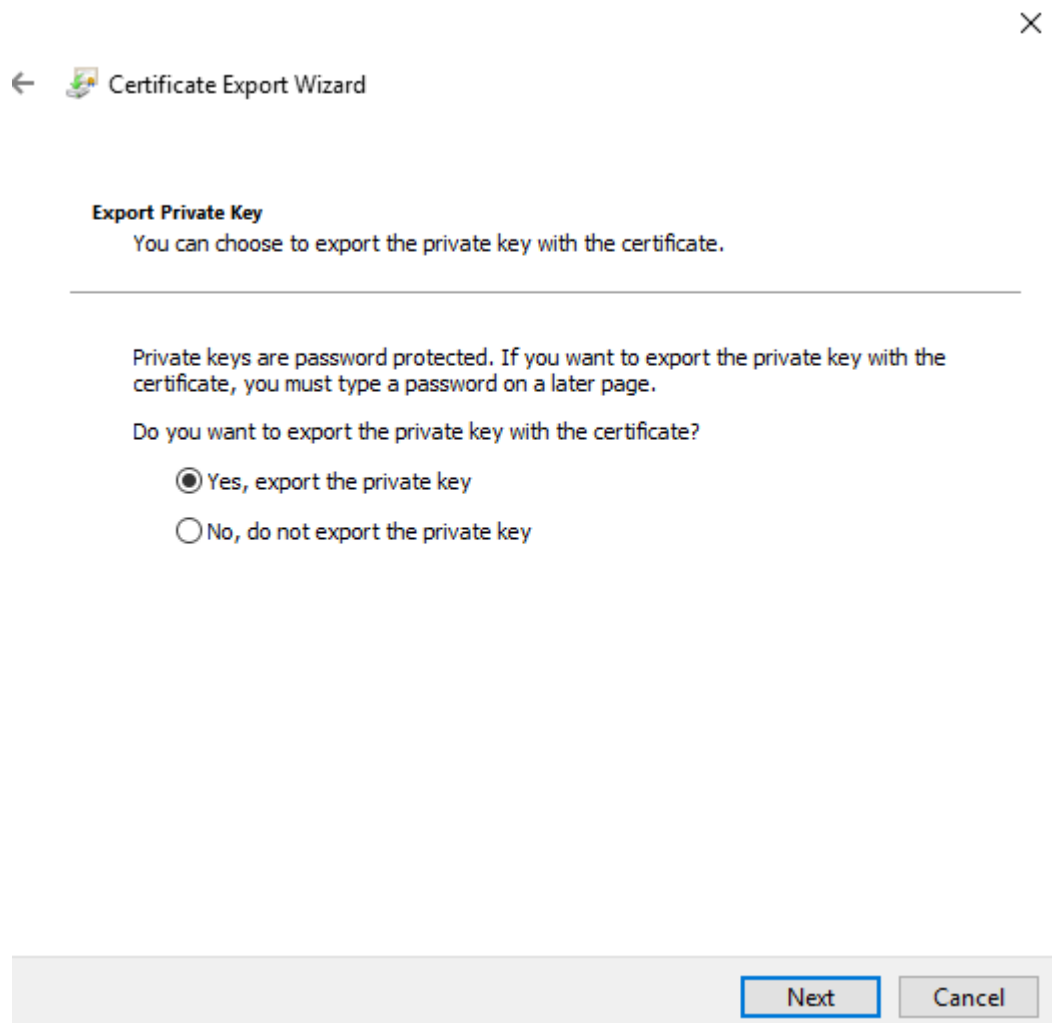 Certificate Export Wizard
Export Private Key
You can choose to export the private key with the certificate.
Private keys are password protected. If you want to export the private key with the
certificate, you must type a password on a later page.
Do you want to export the private key with the certificate?
Yes, export the private key
No, do not export the private key
Next
Cancel